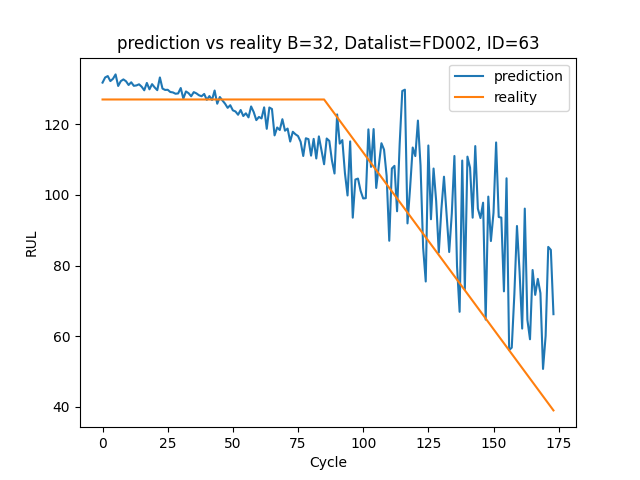 prediction vs reality B=32, Datalist=FD002, ID=63
prediction
reality
RUL
120
100
80
60
40
0
25
50
75
100
125
150
175
Cycle